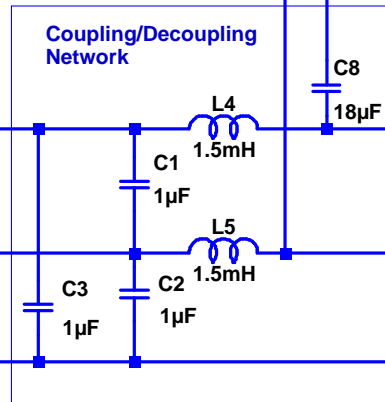 Coupling/Decoupling
Network
C8
18µF
L4
1.5mH
C1
1µF
L5
1.5mH
C3
1µF
C2
1µF